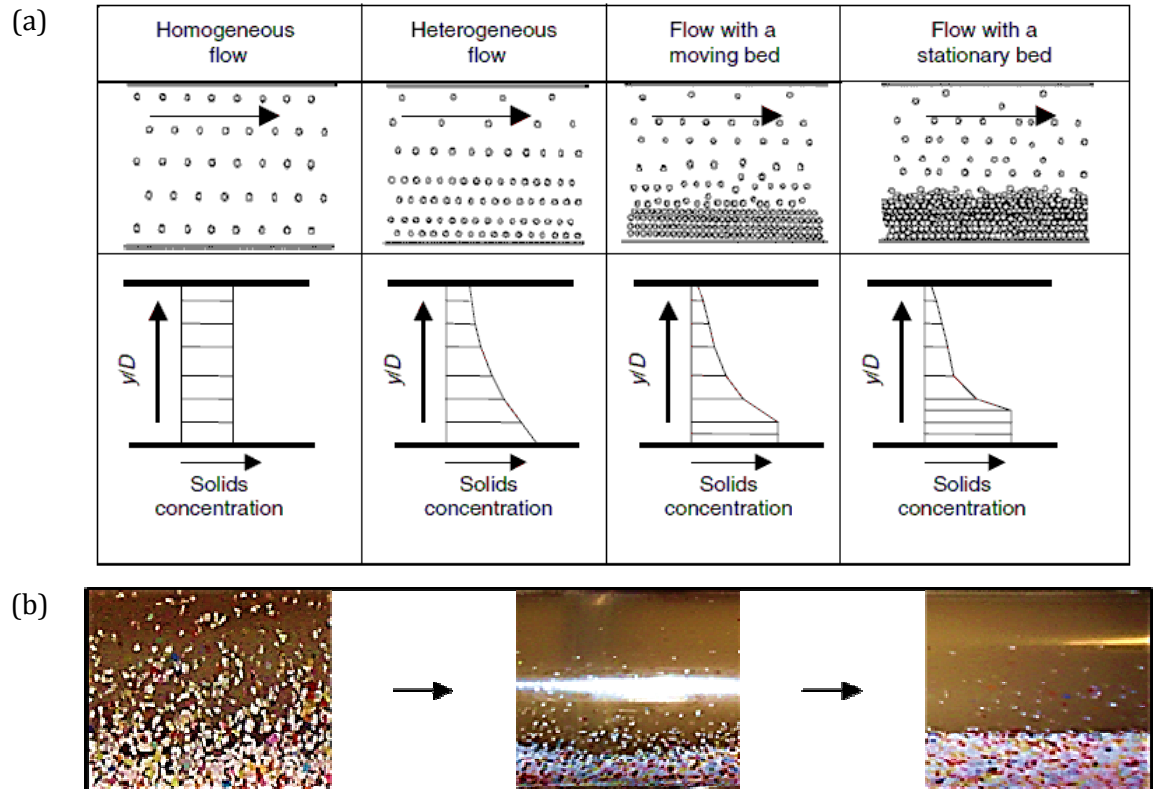 (a)
Homogeneous
flow
Heterogeneous
flow
Flow with a
moving bed
Flow with a
stationary bed
y/D
Solids
concentration
y/D
Solids
concentration
y/D
Solids
concentration
y/D
Solids
concentration
(b)